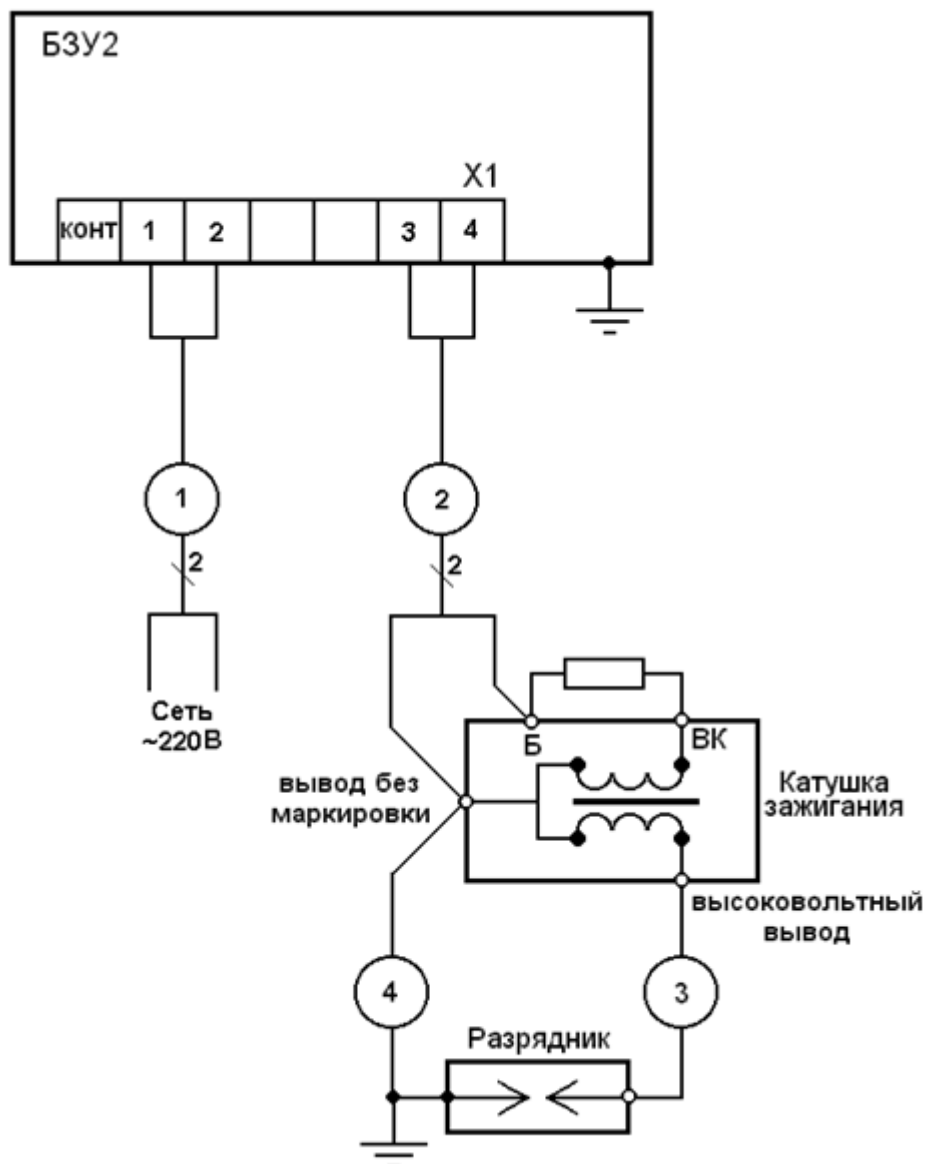 БЗУ2
X1
конт 1 2 3 4
1
2
2
2
Сеть
~220В
Б
ВК
вывод без
маркировки
Катушка
зажигания
высоковольтный
вывод
4
3
Разрядник